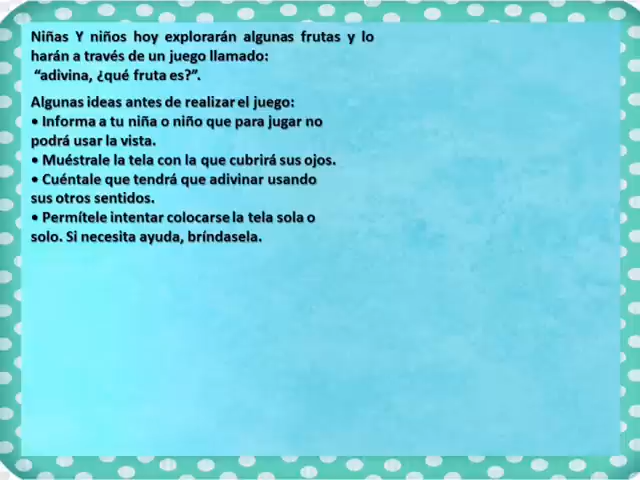 Niñas Y niños hoy explorarán algunas frutas y lo
harán a través de un juego llamado:
“adivina, ¿qué fruta es?”.
Algunas ideas antes de realizar el juego:
• Informa a tu niña o niño que para jugar no
podrá usar la vista.
• Muéstrale la tela con la que cubrirá sus ojos.
• Cuéntale que tendrá que adivinar usando
sus otros sentidos.
• Permítele intentar colocarse la tela sola o
solo. Si necesita ayuda, bríndasela.